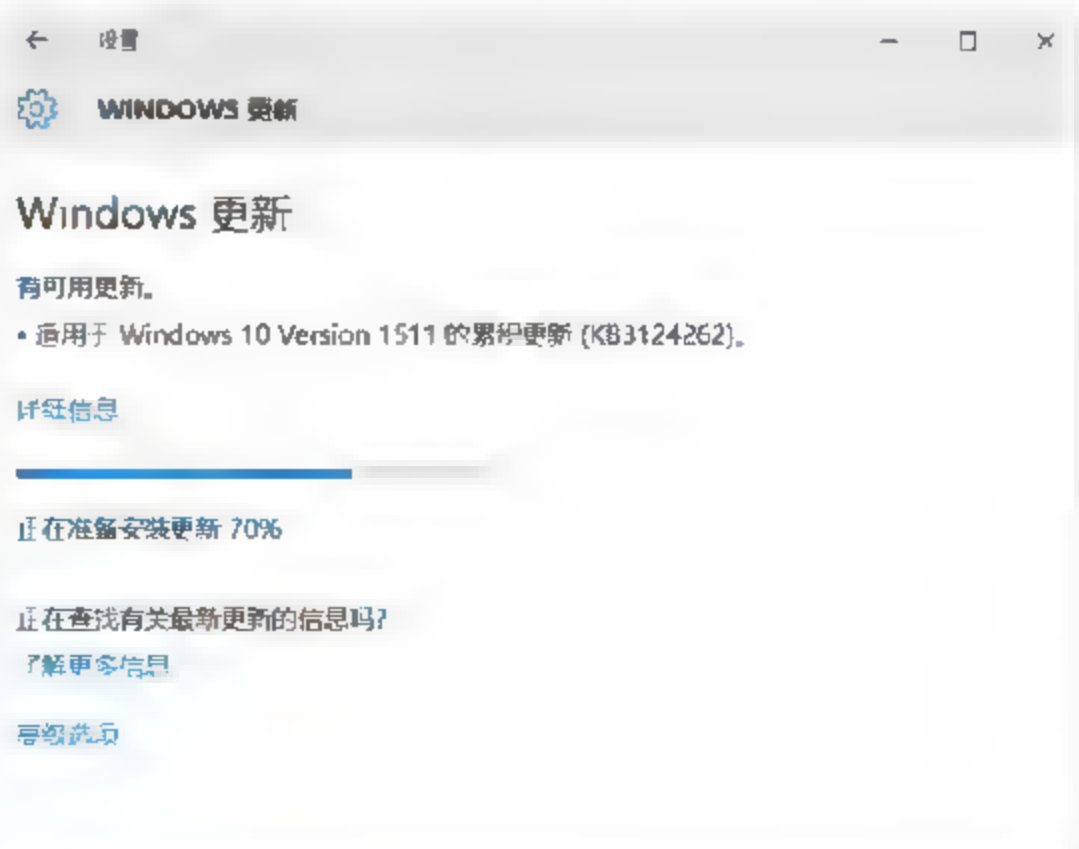 设置
WINDOWS 更新
Windows 更新
有可用更新。
• 适用于 Windows 10 Version 1511 的累积更新 (KB3124262)。
详细信息
正在准备安装更新 70%
正在查找有关最新更新的信息吗?
了解更多信息
高级选项